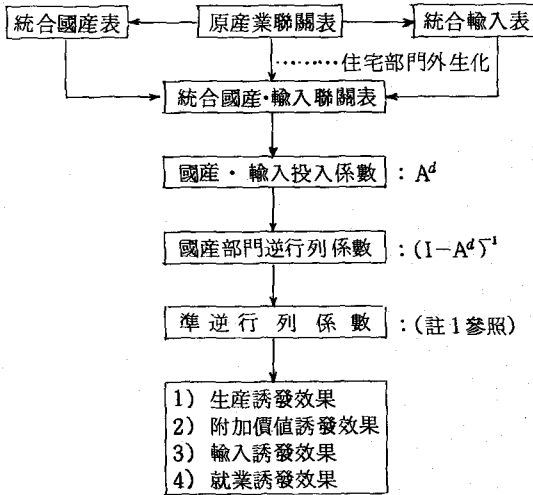 統合國産表 原産業聯關表 統合輸入表
………住宅部門外生化
統合國産·輸入聯關表
國産・輸入投入係數 : Aᵈ
國産部門逆行列係數 : (I−Aᵈ)⁻¹
準逆行列係數 : (註1參照)
1) 生産誘發效果
2) 附加價値誘發效果
3) 輸入誘發效果
4) 就業誘發效果